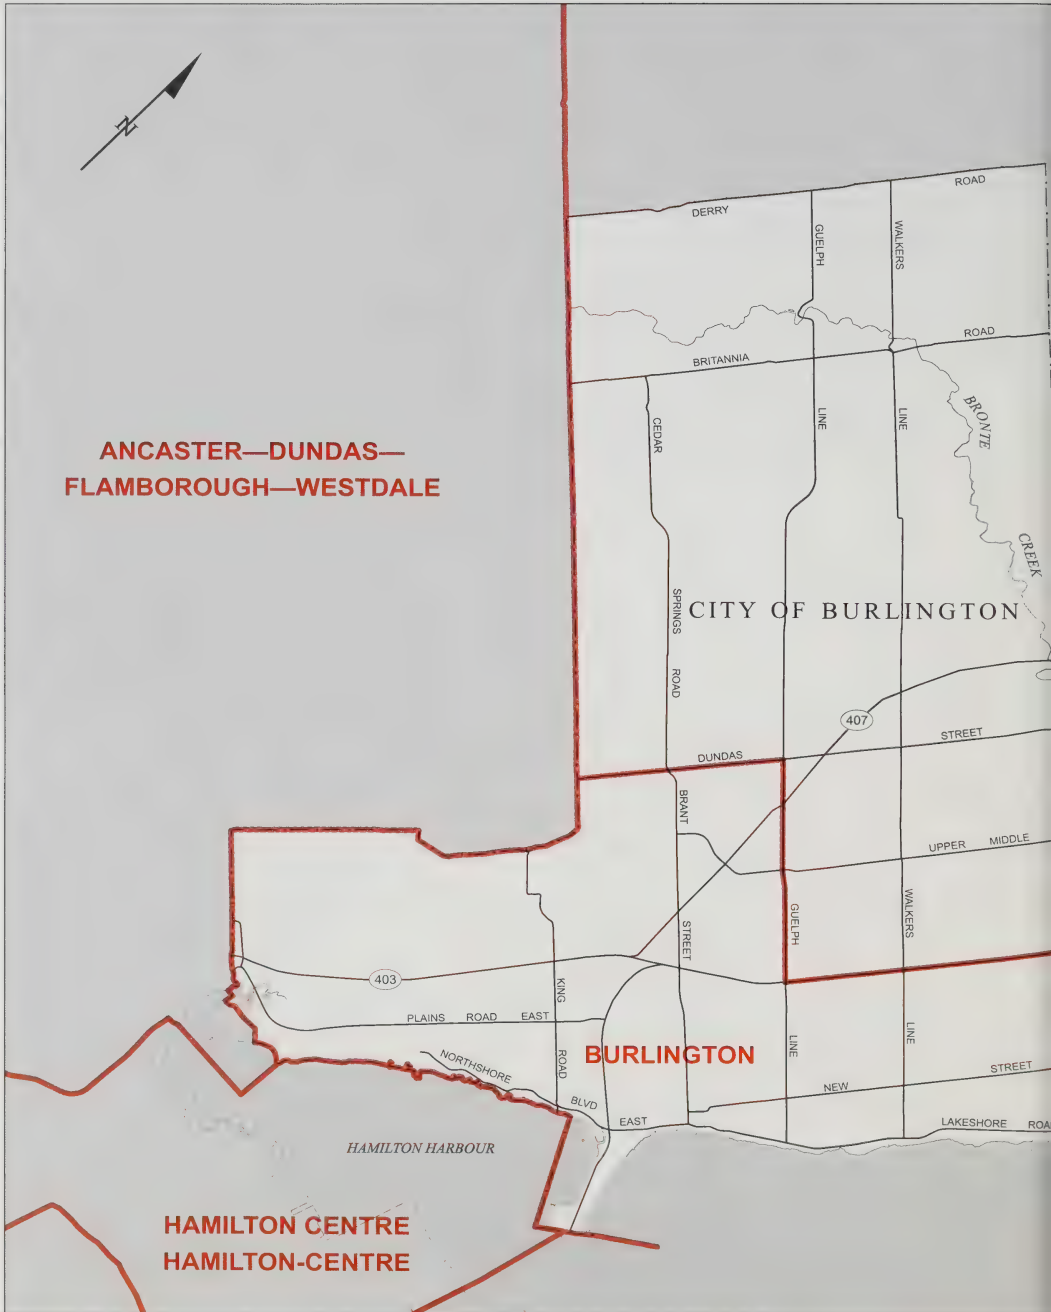 N
DERRY ROAD
GUELPH
WALKERS
BRITANNIA ROAD
CEDAR
LINE
LINE
BRONTE
ANCASTER—DUNDAS—
FLAMBOROUGH—WESTDALE
CREEK
SPRINGS
CITY OF BURLINGTON
ROAD
407
DUNDAS STREET
BRANT
UPPER MIDDLE
GUELPH
WALKERS
STREET
403
KING
PLAINS ROAD EAST
LINE
LINE
BURLINGTON
ROAD
NORTHSHORE
NEW STREET
BLVD
EAST
LAKESHORE
HAMILTON HARBOUR
HAMILTON CENTRE
HAMILTON-CENTRE